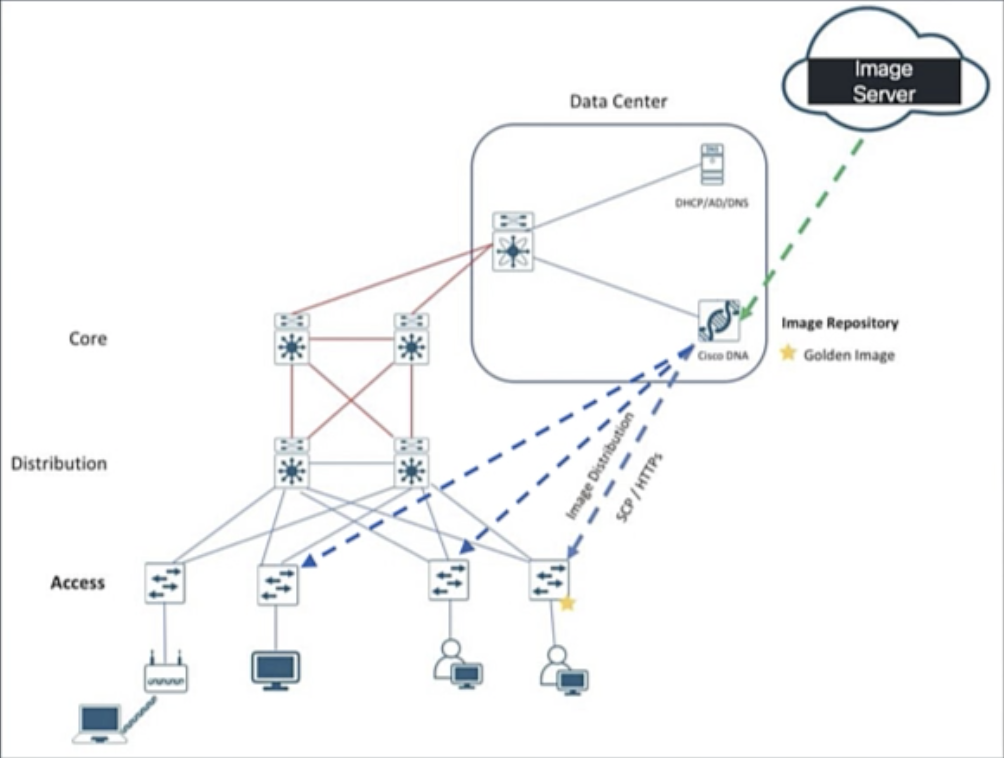 Image
Server
Data Center
DHCP/AD/DNS
Core
Image Repository
Cisco DNA
Golden Image
Image Distribution
SCP / HTTPs
Distribution
Access